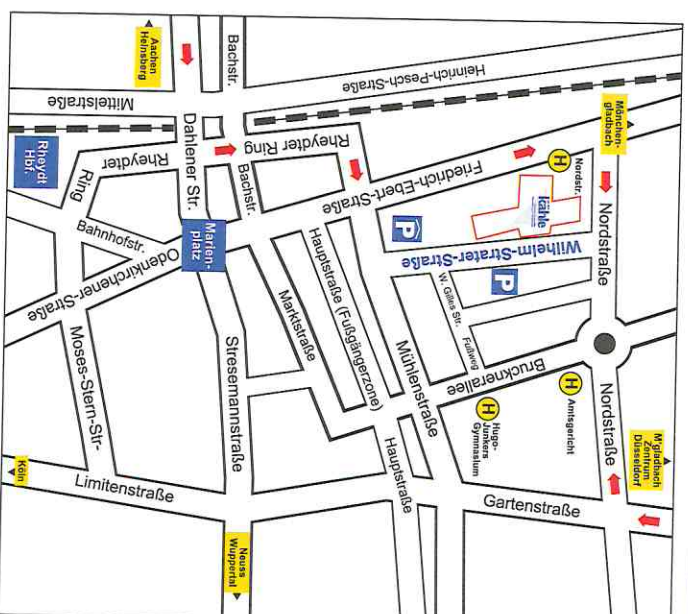 Aachen
Heinsberg
Bachstr.
Heinrich-Pesch-Straße
Mönchen-
gladbach
Mittelstraße
Rheydt
Hbf.
Rheydter
Ring
Dahlener Str.
Rheydter Ring
Bachstr.
Friedrich-Ebert-Straße
H
Nordstr.
kähle
Nordstraße
Bahnhofstr.
Marien-
platz
Odenkirchener-Straße
P
Wilhelm-Strater-Straße
P
W. Gilles Str.
Fußweg
Hauptstraße (Fußgängerzone)
Marktstraße
Mühlenstraße
Brucknerallee
Moses-Stern-Str-
Stresemannstraße
H
Hugo-
Junkers
Gymnasium
H
Amtsgericht
Nordstraße
M'gladbach
Zentrum
Düsseldorf
Köln
Limitenstraße
Hauptstraße
Gartenstraße
Neuss
Wuppertal